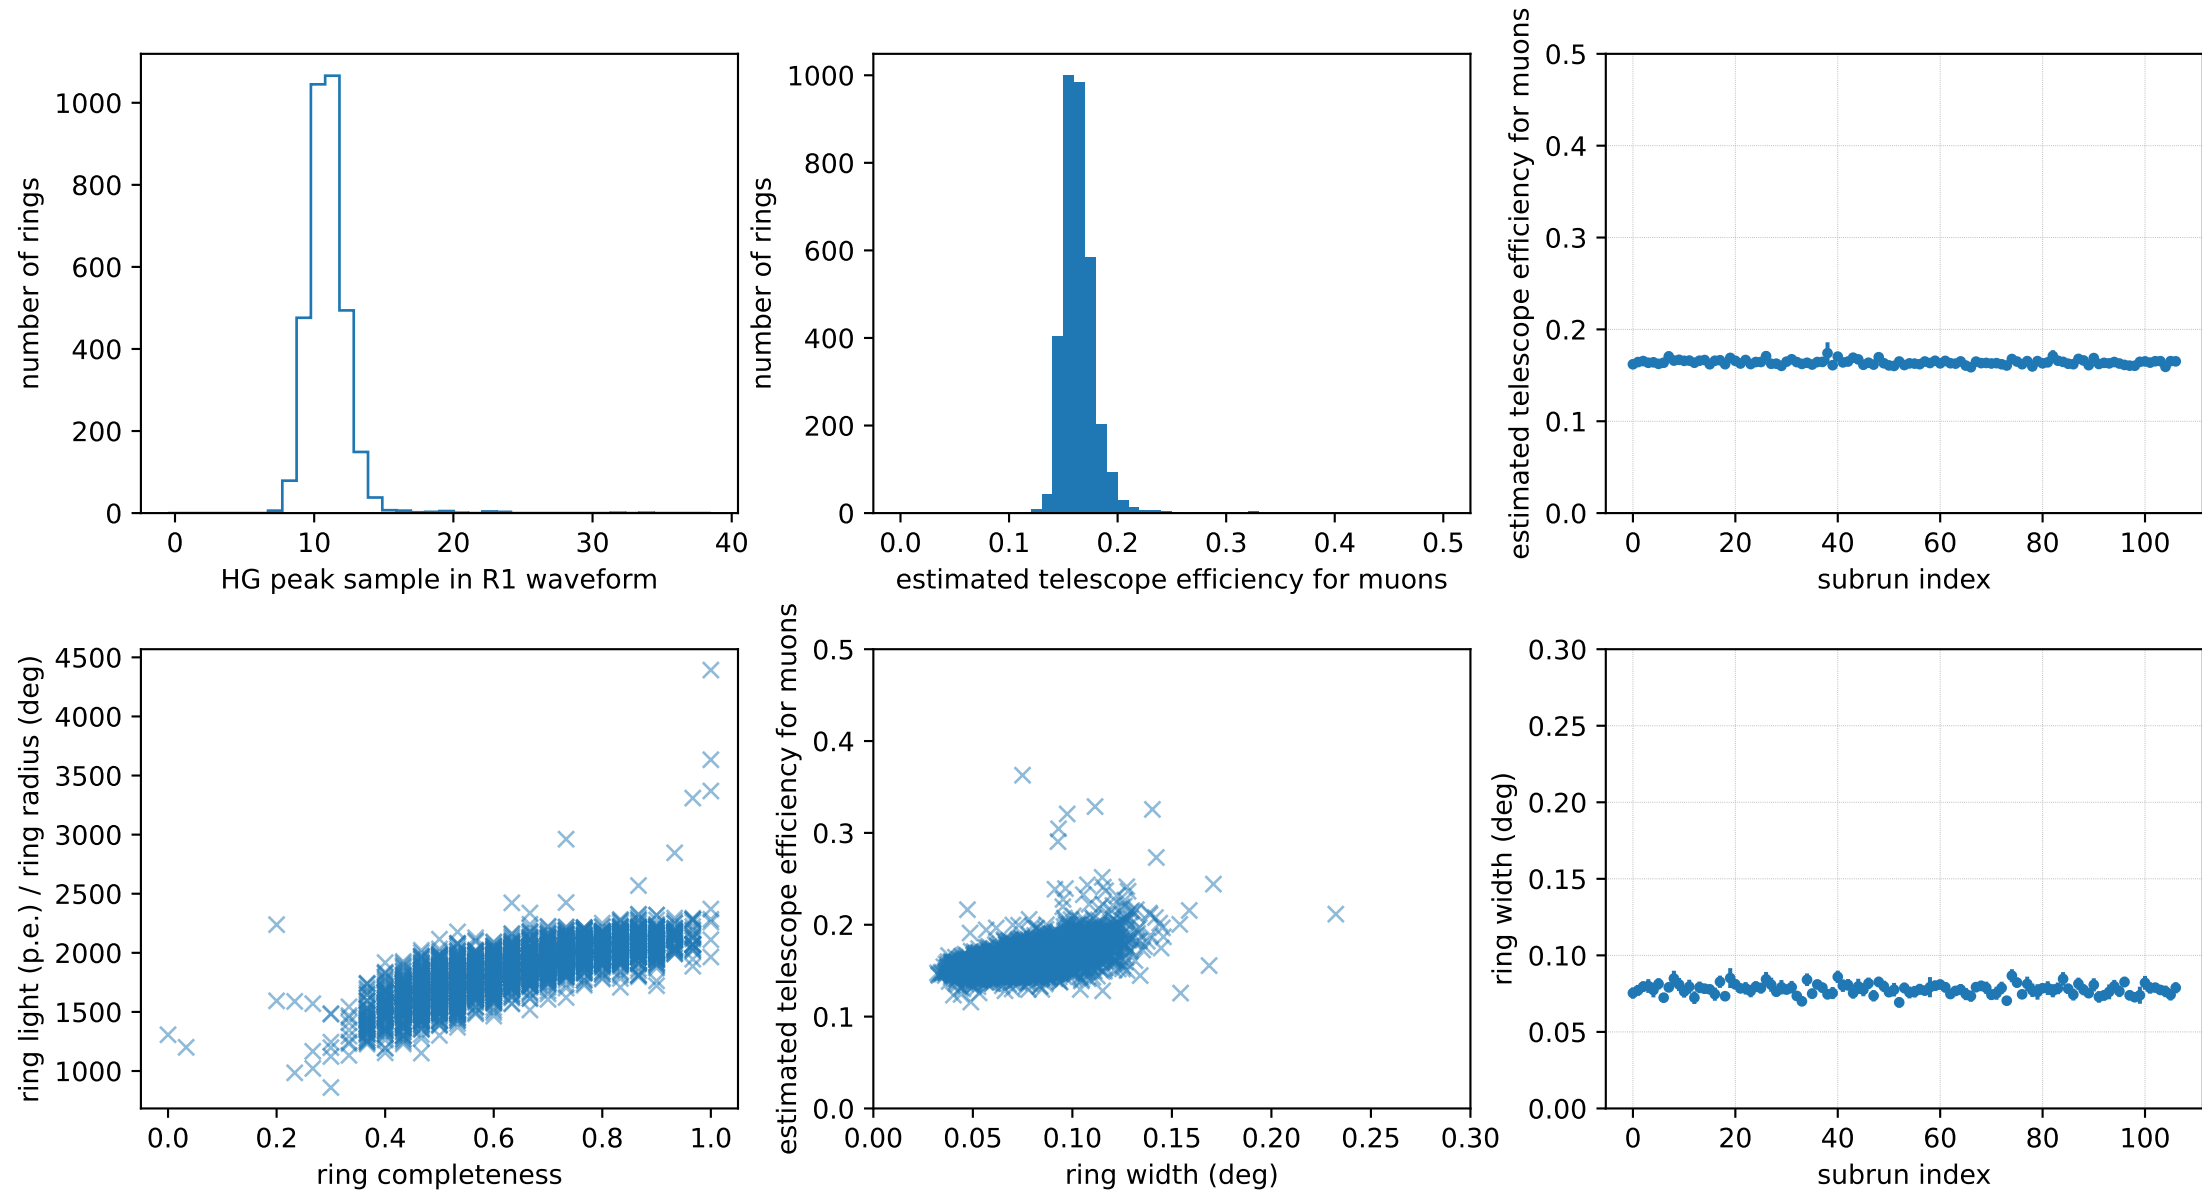 number of rings
1000
800
600
400
200
0
0 10 20 30 40
HG peak sample in R1 waveform
number of rings
1000
800
600
400
200
0
0.0 0.1 0.2 0.3 0.4 0.5
estimated telescope efficiency for muons
estimated telescope efficiency for muons
0.5
0.4
0.3
0.2
0.1
0.0
0 20 40 60 80 100
subrun index
ring light (p.e.) / ring radius (deg)
4500
4000
3500
3000
2500
2000
1500
1000
0.0 0.2 0.4 0.6 0.8 1.0
ring completeness
estimated telescope efficiency for muons
0.5
0.4
0.3
0.2
0.1
0.0
0.00 0.05 0.10 0.15 0.20 0.25 0.30
ring width (deg)
ring width (deg)
0.30
0.25
0.20
0.15
0.10
0.05
0.00
0 20 40 60 80 100
subrun index